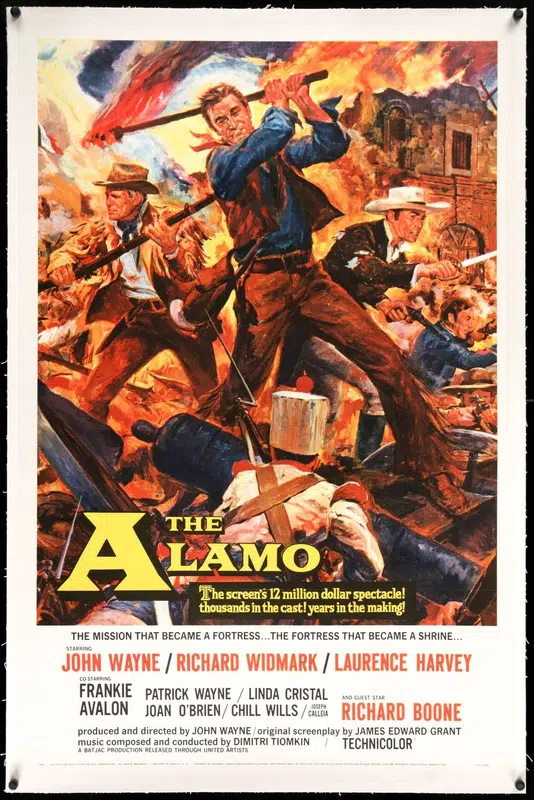 THE
ALAMO
The screen's 12 million dollar spectacle!
thousands in the cast! years in the making!
THE MISSION THAT BECAME A FORTRESS...THE FORTRESS THAT BECAME A SHRINE...
STARRING
JOHN WAYNE / RICHARD WIDMARK / LAURENCE HARVEY
CO-STARRING
FRANKIE AVALON
PATRICK WAYNE / LINDA CRISTAL
JOAN O'BRIEN / CHILL WILLS / JOSEPH CALLEIA
AND GUEST STAR
RICHARD BOONE
produced and directed by JOHN WAYNE / original screenplay by JAMES EDWARD GRANT
music composed and conducted by DIMITRI TIOMKIN / TECHNICOLOR
A BATJAC PRODUCTION RELEASED THROUGH UNITED ARTISTS